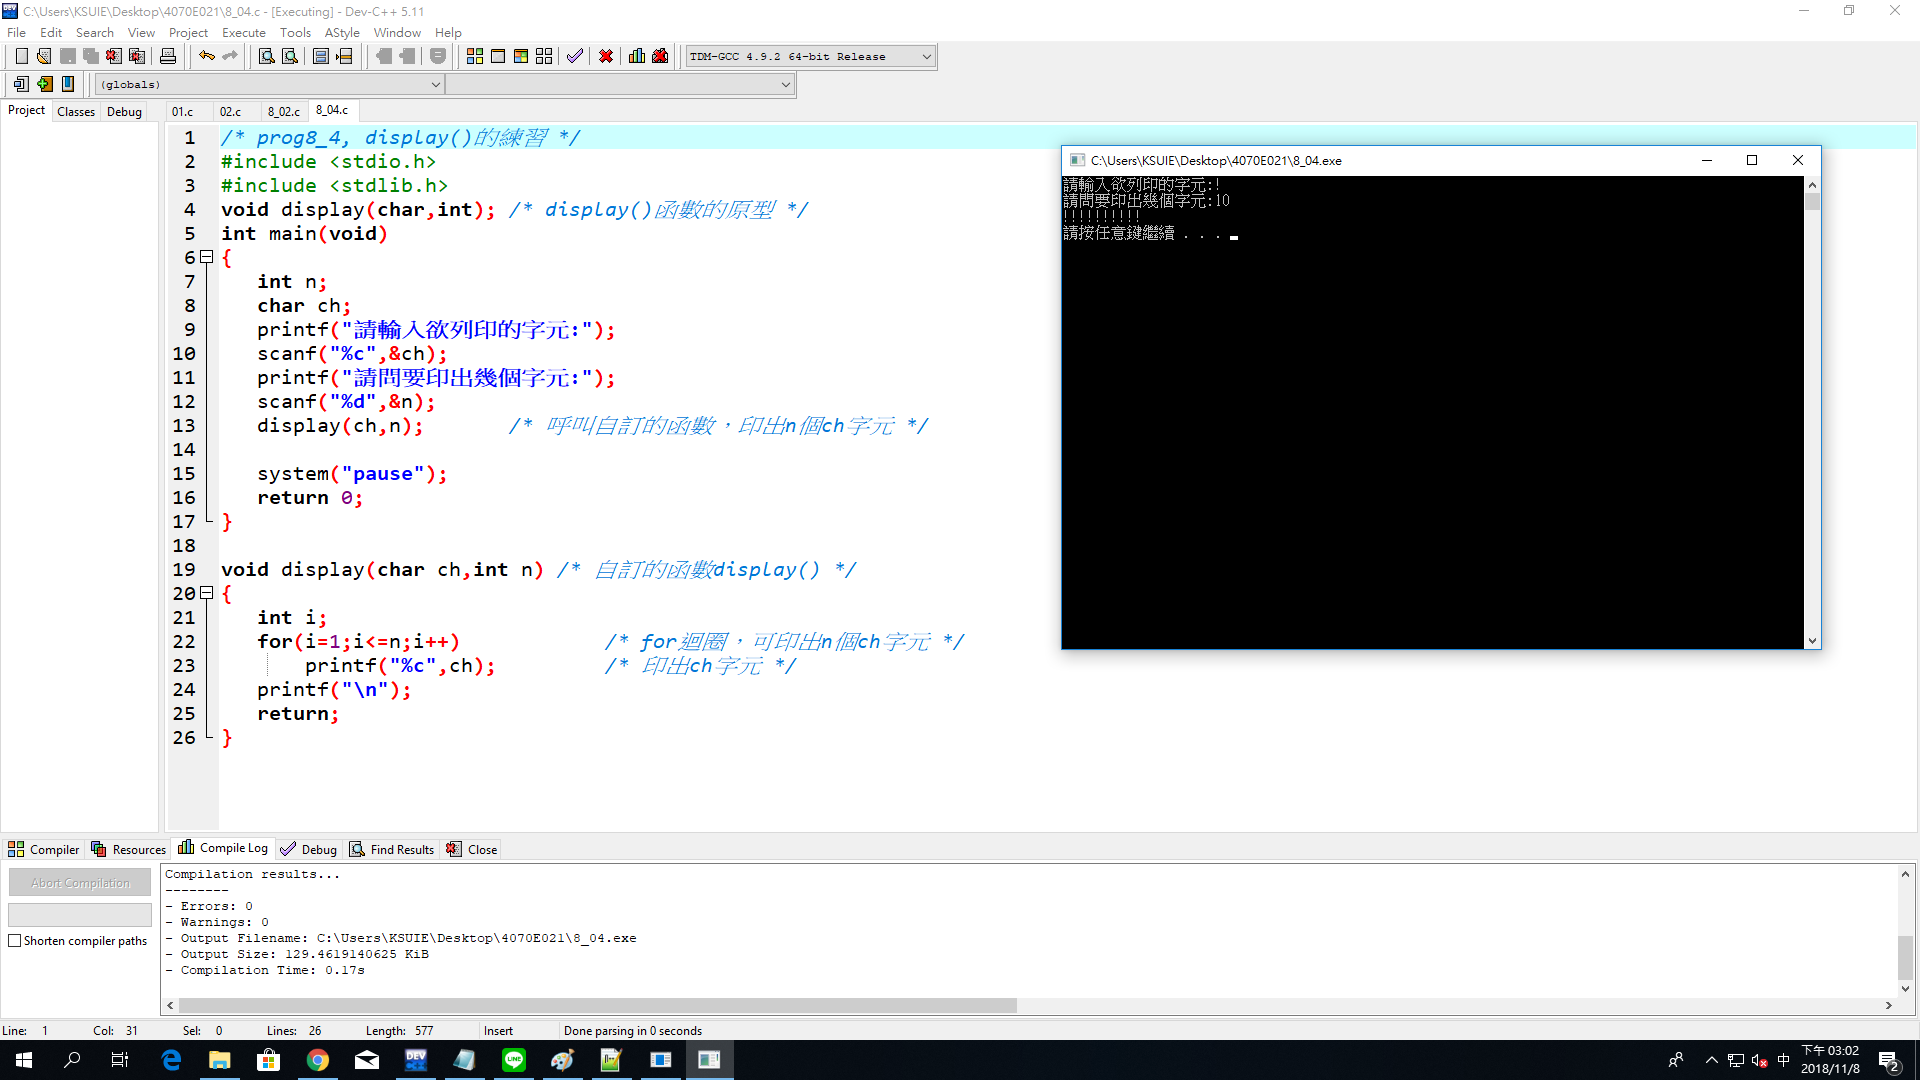 C:\Users\KSUIE\Desktop\4070E021\8_04.c - [Executing] - Dev-C++ 5.11
File Edit Search View Project Execute Tools AStyle Window Help
TDM-GCC 4.9.2 64-bit Release
(globals)
Project Classes Debug 01.c 02.c 8_02.c 8_04.c
1 /* prog8_4, display()的練習 */
2 #include <stdio.h>
3 #include <stdlib.h>
4 void display(char,int); /* display()函數的原型 */
5 int main(void)
6 {
7 int n;
8 char ch;
9 printf("請輸入欲列印的字元:");
10 scanf("%c",&ch);
11 printf("請問要印出幾個字元:");
12 scanf("%d",&n);
13 display(ch,n); /* 呼叫自訂的函數，印出n個ch字元 */
14
15 system("pause");
16 return 0;
17 }
18
19 void display(char ch,int n) /* 自訂的函數display() */
20 {
21 int i;
22 for(i=1;i<=n;i++) /* for迴圈，可印出n個ch字元 */
23 printf("%c",ch); /* 印出ch字元 */
24 printf("\n");
25 return;
26 }
C:\Users\KSUIE\Desktop\4070E021\8_04.exe
請輸入欲列印的字元:!
請問要印出幾個字元:10
!!!!!!!!!!
請按任意鍵繼續 . . .
Compiler Resources Compile Log Debug Find Results Close
Abort Compilation
Shorten compiler paths
Compilation results...
--------
- Errors: 0
- Warnings: 0
- Output Filename: C:\Users\KSUIE\Desktop\4070E021\8_04.exe
- Output Size: 129.4619140625 KiB
- Compilation Time: 0.17s
Line: 1 Col: 31 Sel: 0 Lines: 26 Length: 577 Insert Done parsing in 0 seconds
DEV
LINE
中
下午 03:02
2018/11/8
2